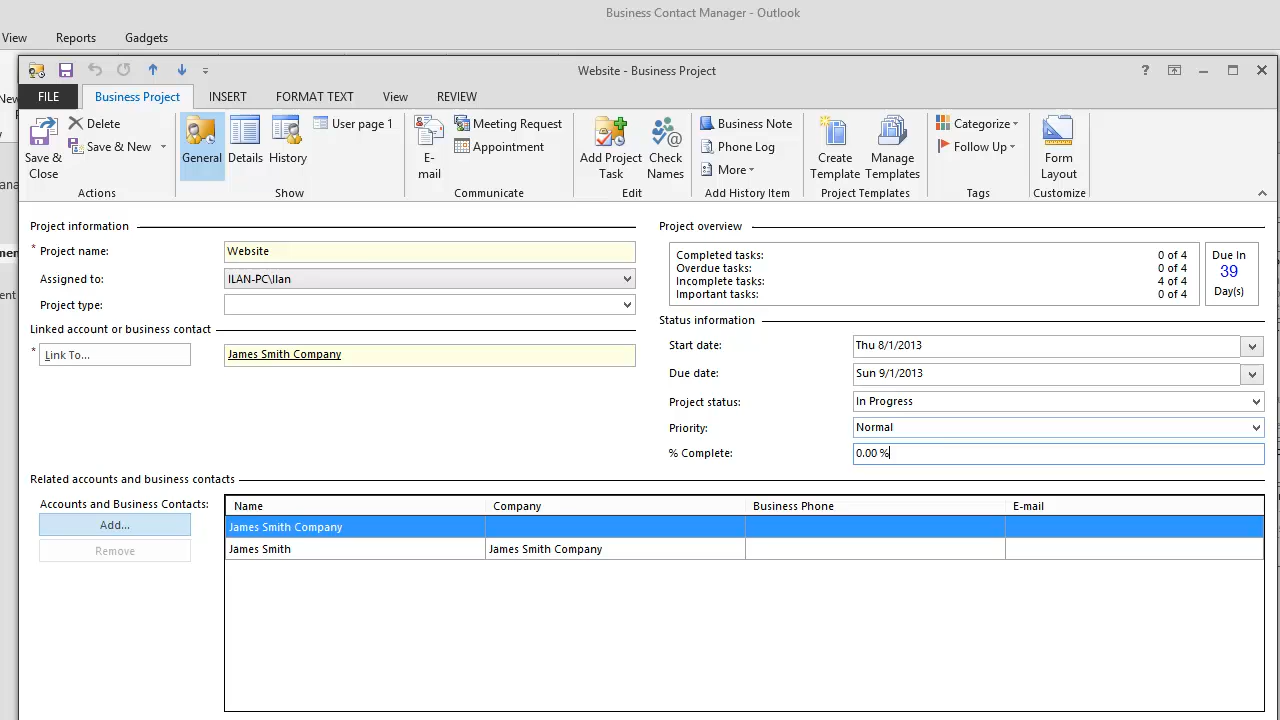 Business Contact Manager - Outlook
View Reports Gadgets
Website - Business Project
?
FILE Business Project INSERT FORMAT TEXT View REVIEW
Save & Close
Delete
Save & New
Actions
General
Details
History
User page 1
Show
E-mail
Meeting Request
Appointment
Communicate
Add Project Task
Check Names
Edit
Business Note
Phone Log
More
Add History Item
Create Template
Manage Templates
Project Templates
Categorize
Follow Up
Tags
Form Layout
Customize
Project information
* Project name: Website
Assigned to: ILAN-PC\Ilan
Project type:
Linked account or business contact
* Link To... James Smith Company
Project overview
Completed tasks: 0 of 4
Overdue tasks: 0 of 4
Incomplete tasks: 4 of 4
Important tasks: 0 of 4
Due In
39
Day(s)
Status information
Start date: Thu 8/1/2013
Due date: Sun 9/1/2013
Project status: In Progress
Priority: Normal
% Complete: 0.00 %
Related accounts and business contacts
Accounts and Business Contacts:
Add...
Remove
Name Company Business Phone E-mail
James Smith Company
James Smith James Smith Company